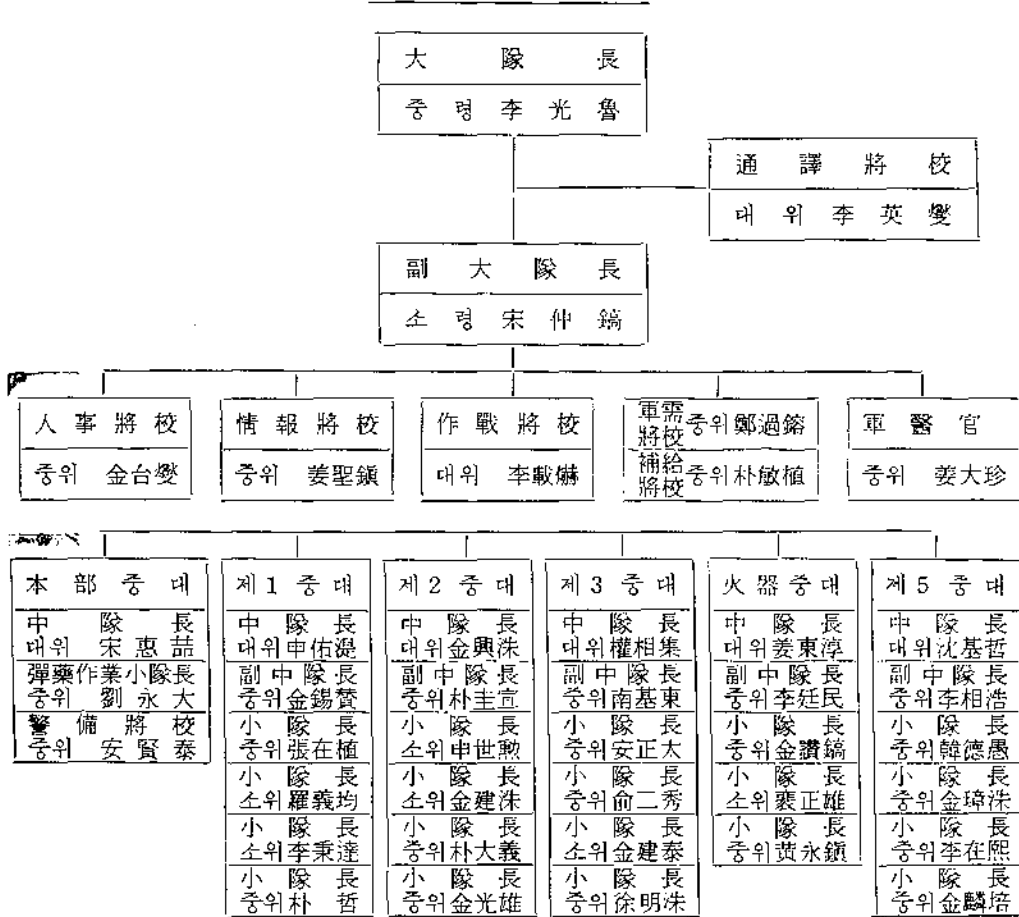 大隊長
중령 李光魯
通譯將校
대위 李英燮
副大隊長
소령 宋仲鎬
人事將校
중위 金台燮
情報將校
중위 姜聖鎭
作戰將校
대위 李載
軍需將校 중위 鄭過鎔
補給將校 중위 朴敏植
軍醫官
중위 姜大珍
本部중대
中隊長
대위 宋惠喆
彈藥作業小隊長
중위 劉永大
警備將校
중위 安賢泰
제1중대
中隊長
대위 申佑湜
副中隊長
중위 金錫贊
小隊長
중위 張在植
小隊長
소위 羅義均
小隊長
소위 李秉達
小隊長
중위 朴哲
제2중대
中隊長
대위 金興洙
副中隊長
중위 朴圭宣
小隊長
소위 申世勲
小隊長
소위 金建洙
小隊長
중위 朴大義
小隊長
중위 金光雄
제3중대
中隊長
대위 權相集
副中隊長
중위 南基東
小隊長
중위 安正太
小隊長
중위 兪二秀
小隊長
소위 金建泰
小隊長
중위 徐明洙
火器중대
中隊長
대위 姜東淳
副中隊長
중위 李廷民
小隊長
중위 金讚鎬
小隊長
소위 裵正雄
小隊長
중위 黃永鎭
제5중대
中隊長
대위 沈基哲
副中隊長
중위 李相浩
小隊長
중위 韓德愚
小隊長
중위 金璋洙
小隊長
중위 李在熙
小隊長
중위 金麟培